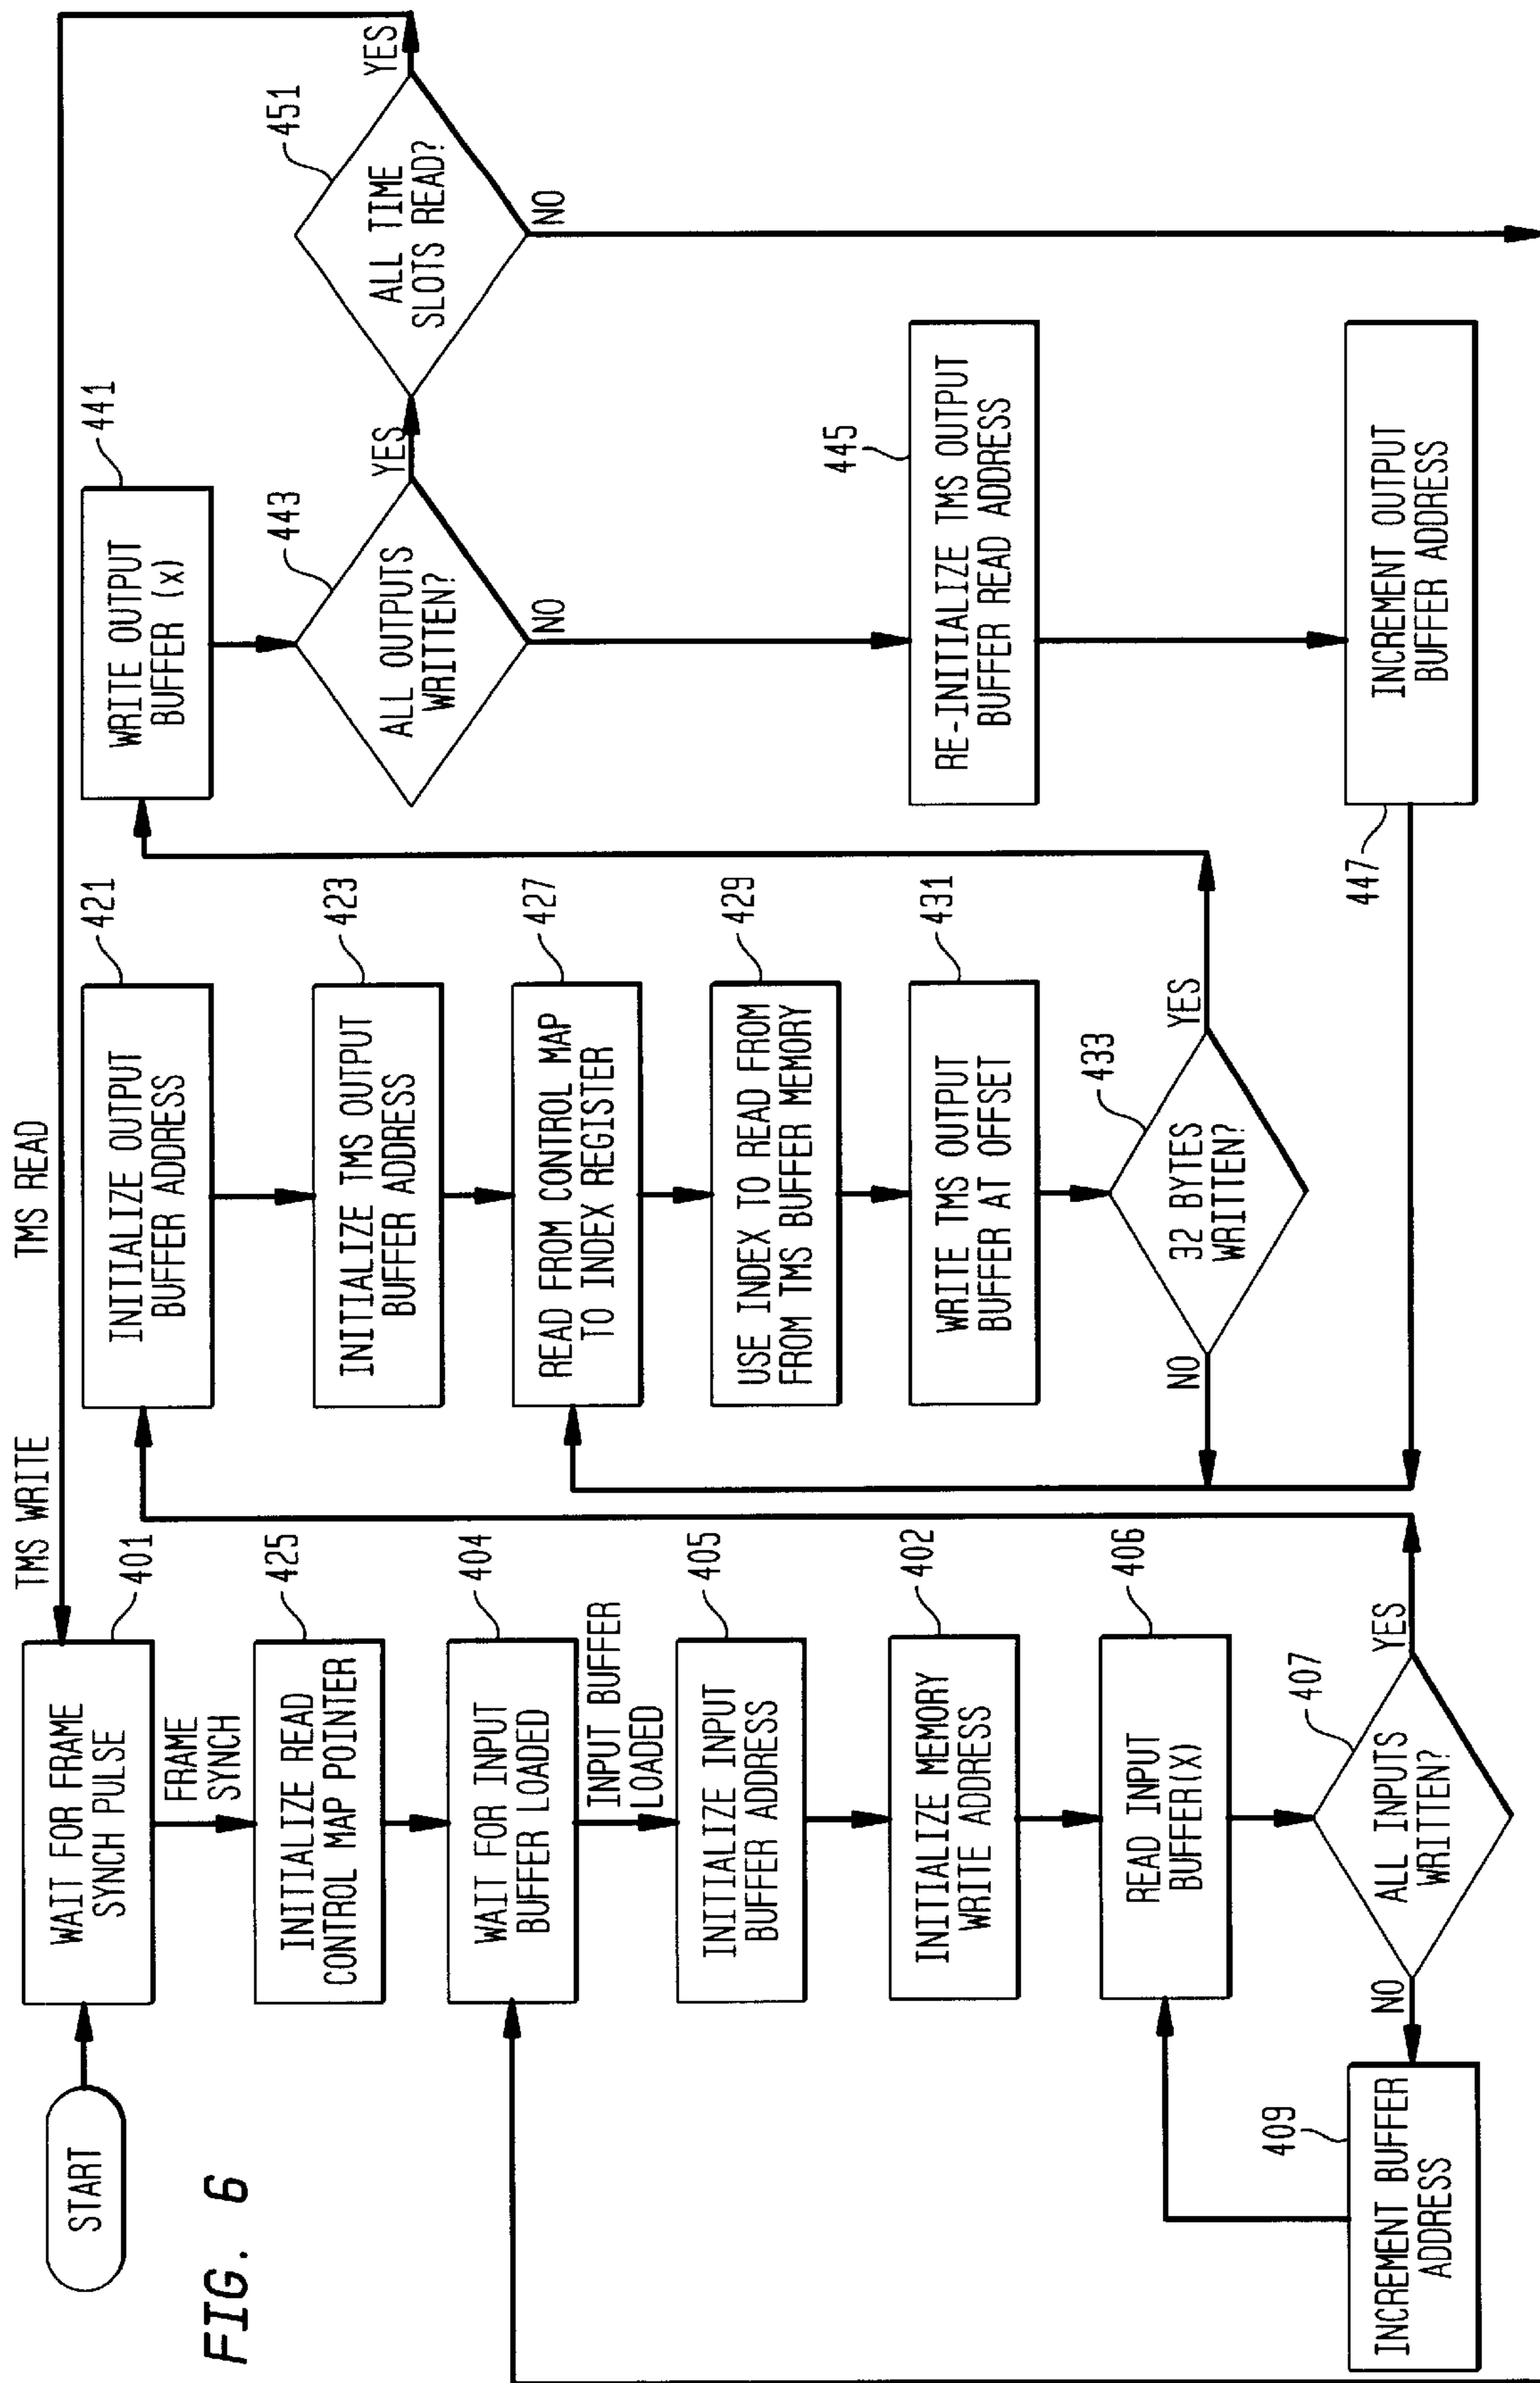 FIG. 6
START
TMS WRITE
WAIT FOR FRAME
SYNCH PULSE
401
FRAME
SYNCH
INITIALIZE READ
CONTROL MAP POINTER
425
WAIT FOR INPUT
BUFFER LOADED
404
INPUT BUFFER
LOADED
INITIALIZE INPUT
BUFFER ADDRESS
405
INITIALIZE MEMORY
WRITE ADDRESS
402
READ INPUT
BUFFER(X)
406
ALL INPUTS
WRITTEN?
407
NO
YES
INCREMENT BUFFER
ADDRESS
409
TMS READ
INITIALIZE OUTPUT
BUFFER ADDRESS
421
INITIALIZE TMS OUTPUT
BUFFER ADDRESS
423
READ FROM CONTROL MAP
TO INDEX REGISTER
427
USE INDEX TO READ FROM
FROM TMS BUFFER MEMORY
429
WRITE TMS OUTPUT
BUFFER AT OFFSET
431
32 BYTES
WRITTEN?
433
NO
YES
WRITE OUTPUT
BUFFER (x)
441
ALL OUTPUTS
WRITTEN?
443
YES
NO
RE-INITIALIZE TMS OUTPUT
BUFFER READ ADDRESS
445
INCREMENT OUTPUT
BUFFER ADDRESS
447
ALL TIME
SLOTS READ?
451
YES
NO